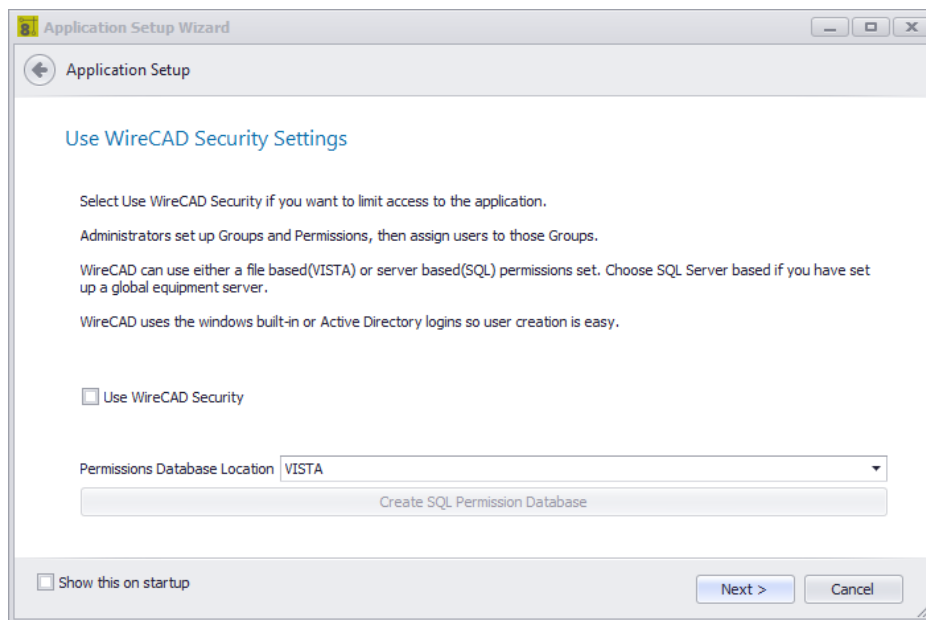 8
Application Setup Wizard
Application Setup
Use WireCAD Security Settings
Select Use WireCAD Security if you want to limit access to the application.
Administrators set up Groups and Permissions, then assign users to those Groups.
WireCAD can use either a file based(VISTA) or server based(SQL) permissions set. Choose SQL Server based if you have set
up a global equipment server.
WireCAD uses the windows built-in or Active Directory logins so user creation is easy.
Use WireCAD Security
Permissions Database Location VISTA
Create SQL Permission Database
Show this on startup
Next >
Cancel